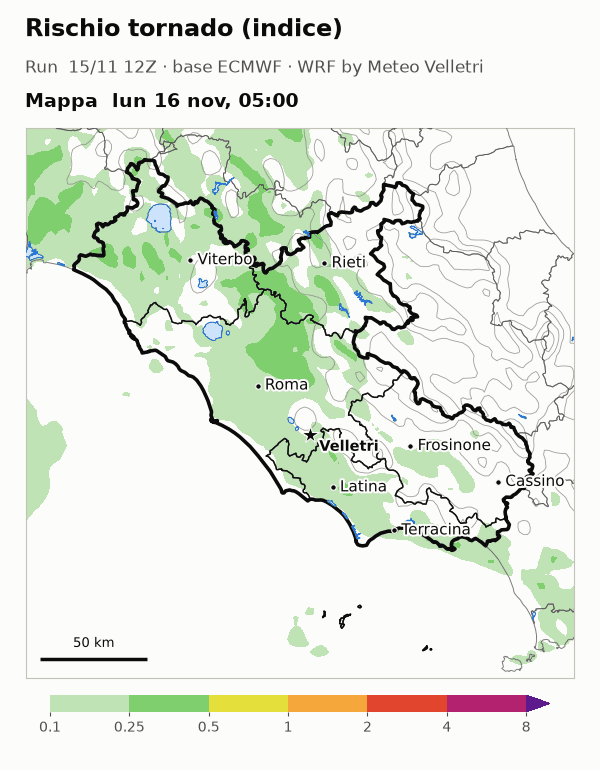 Rischio tornado (indice)
Run  15/11 12Z · base ECMWF · WRF by Meteo Velletri
Mappa  lun 16 nov, 05:00
Viterbo
Rieti
Roma
Velletri
Frosinone
Cassino
Latina
Terracina
50 km
0.1 0.25 0.5 1 2 4 8